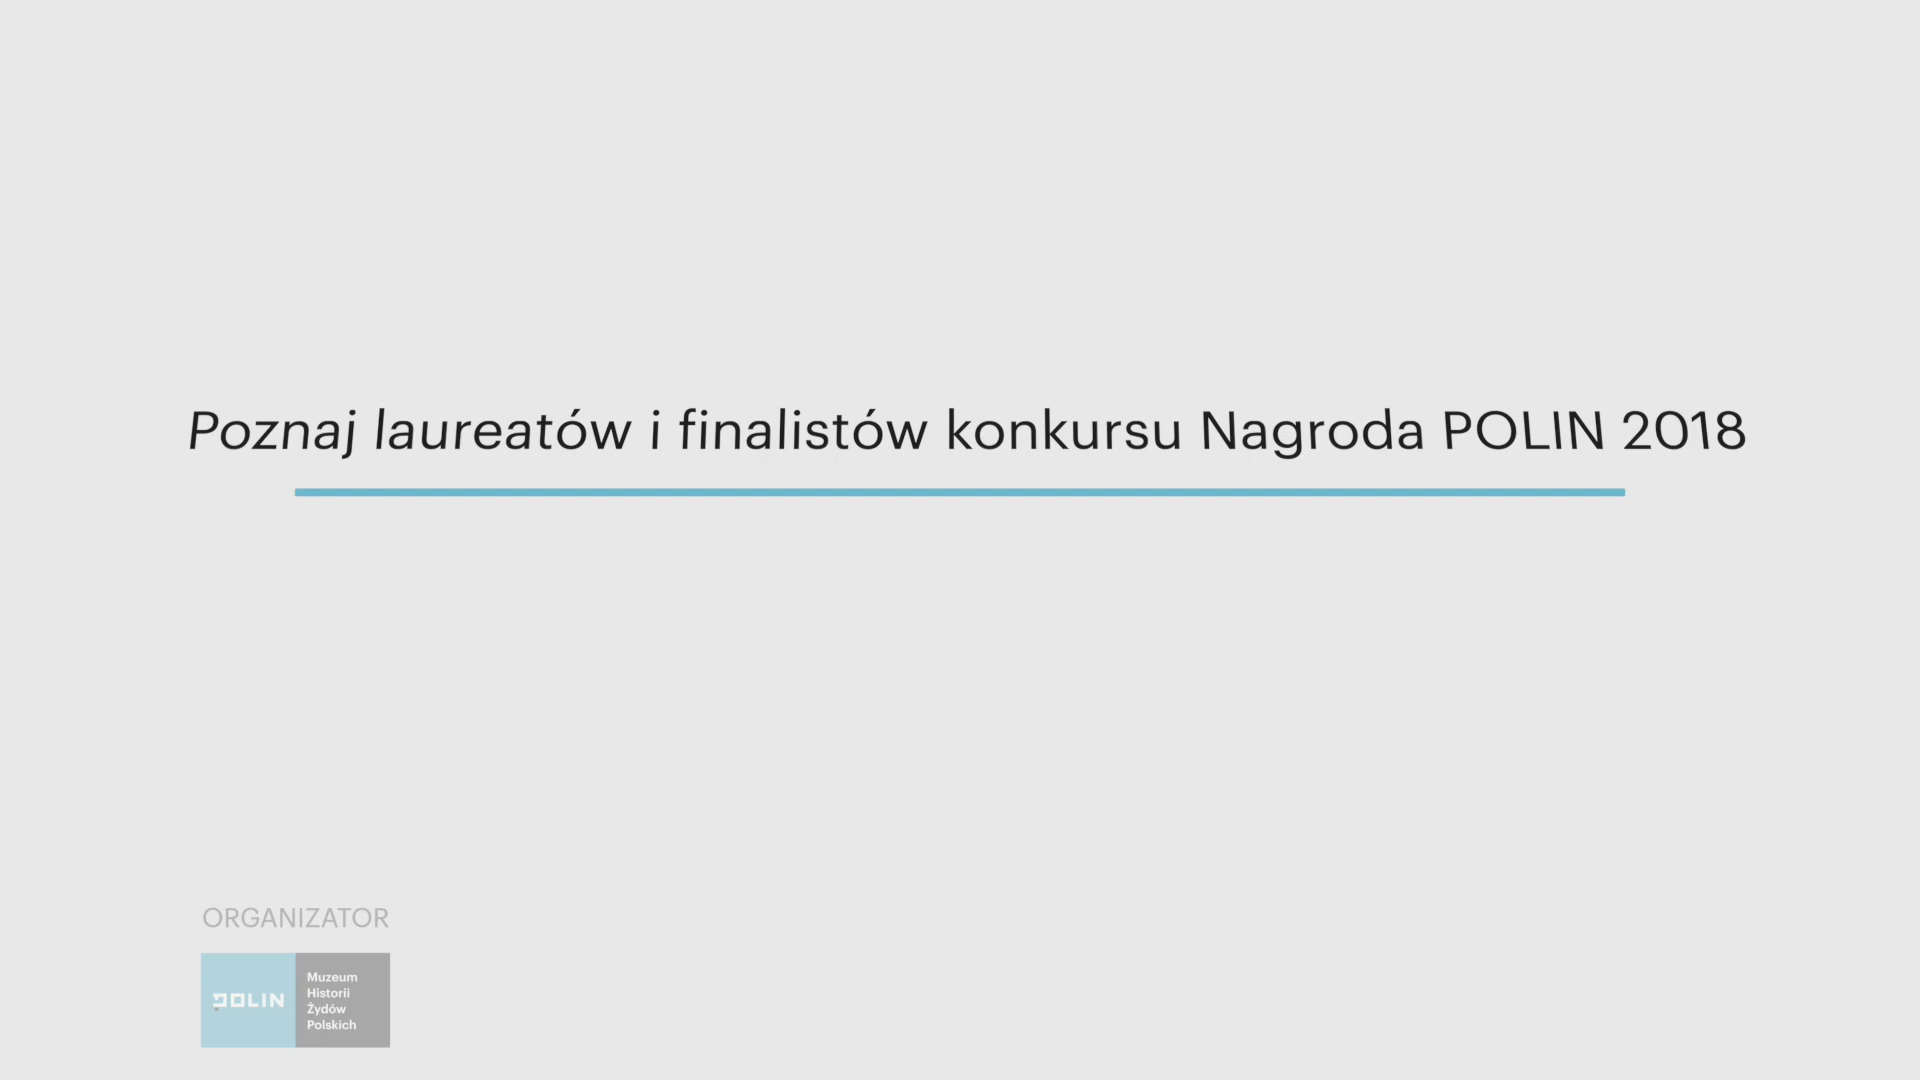 Poznaj laureatów i finalistów konkursu Nagroda POLIN 2018
ORGANIZATOR
POLIN
Muzeum
Historii
Żydów
Polskich